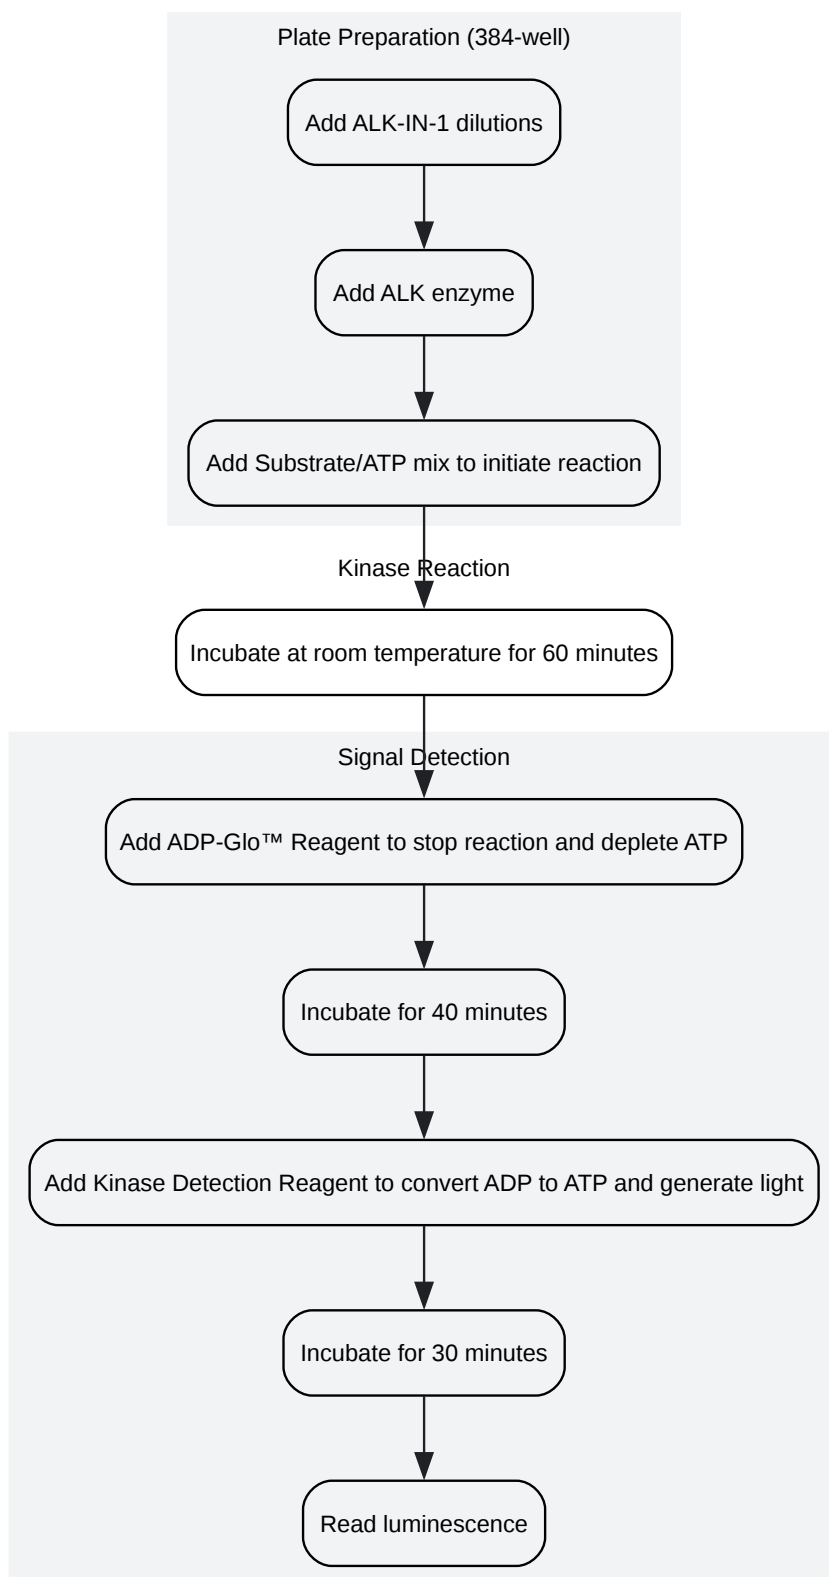 Plate Preparation (384-well)
Add ALK-IN-1 dilutions
Add ALK enzyme
Add Substrate/ATP mix to initiate reaction
Kinase Reaction
Incubate at room temperature for 60 minutes
Signal Detection
Add ADP-Glo™ Reagent to stop reaction and deplete ATP
Incubate for 40 minutes
Add Kinase Detection Reagent to convert ADP to ATP and generate light
Incubate for 30 minutes
Read luminescence